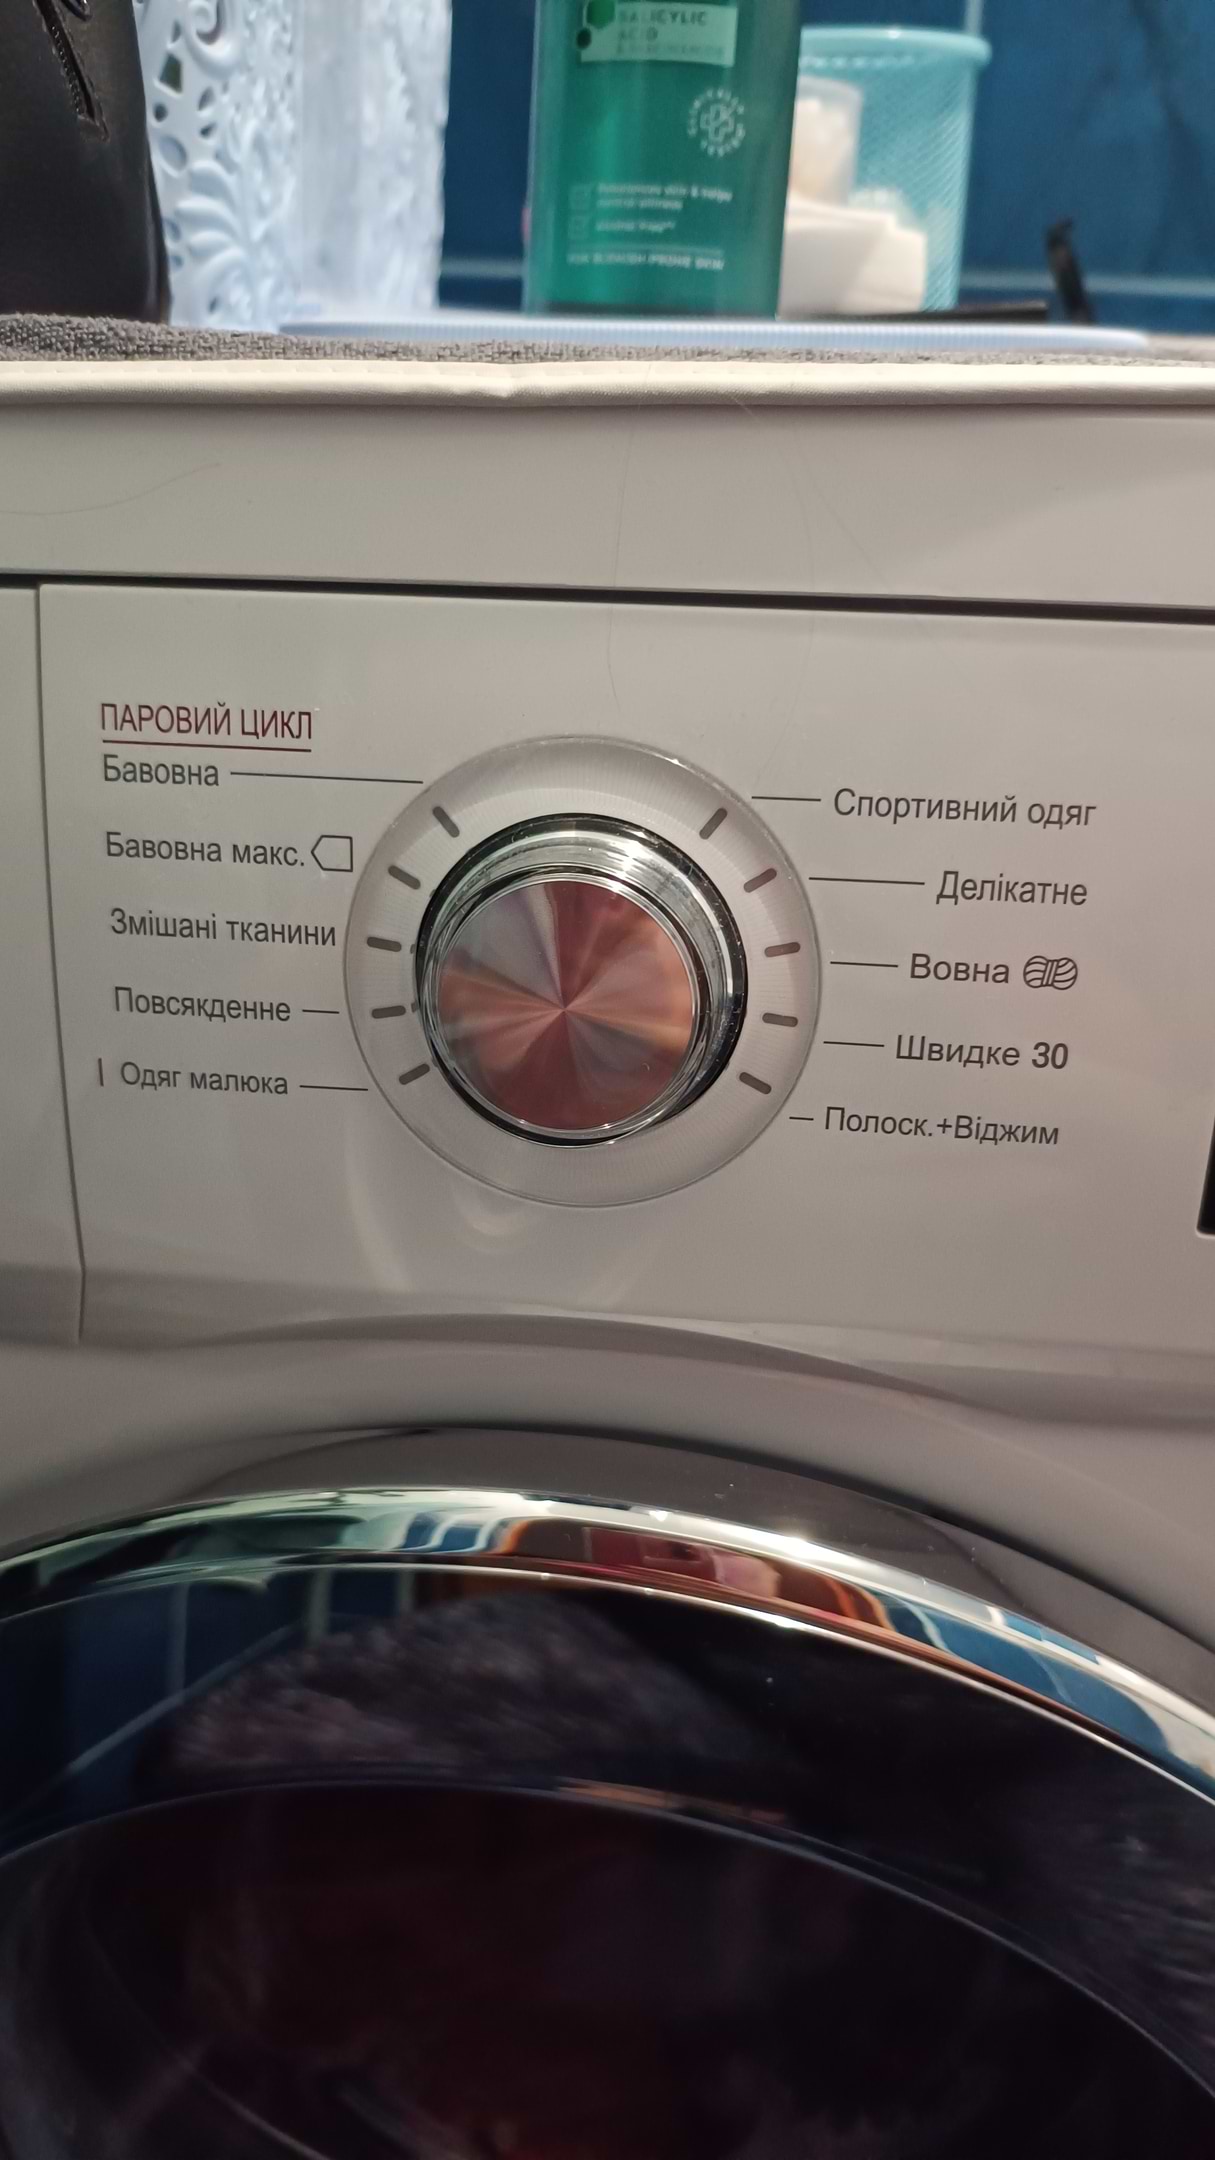 SALICYLIC
ACID
ПАРОВИЙ ЦИКЛ
Бавовна
Бавовна макс.
Змішані тканини
Повсякденне
Одяг малюка
Спортивний одяг
Делікатне
Вовна
Швидке 30
Полоск.+Віджим